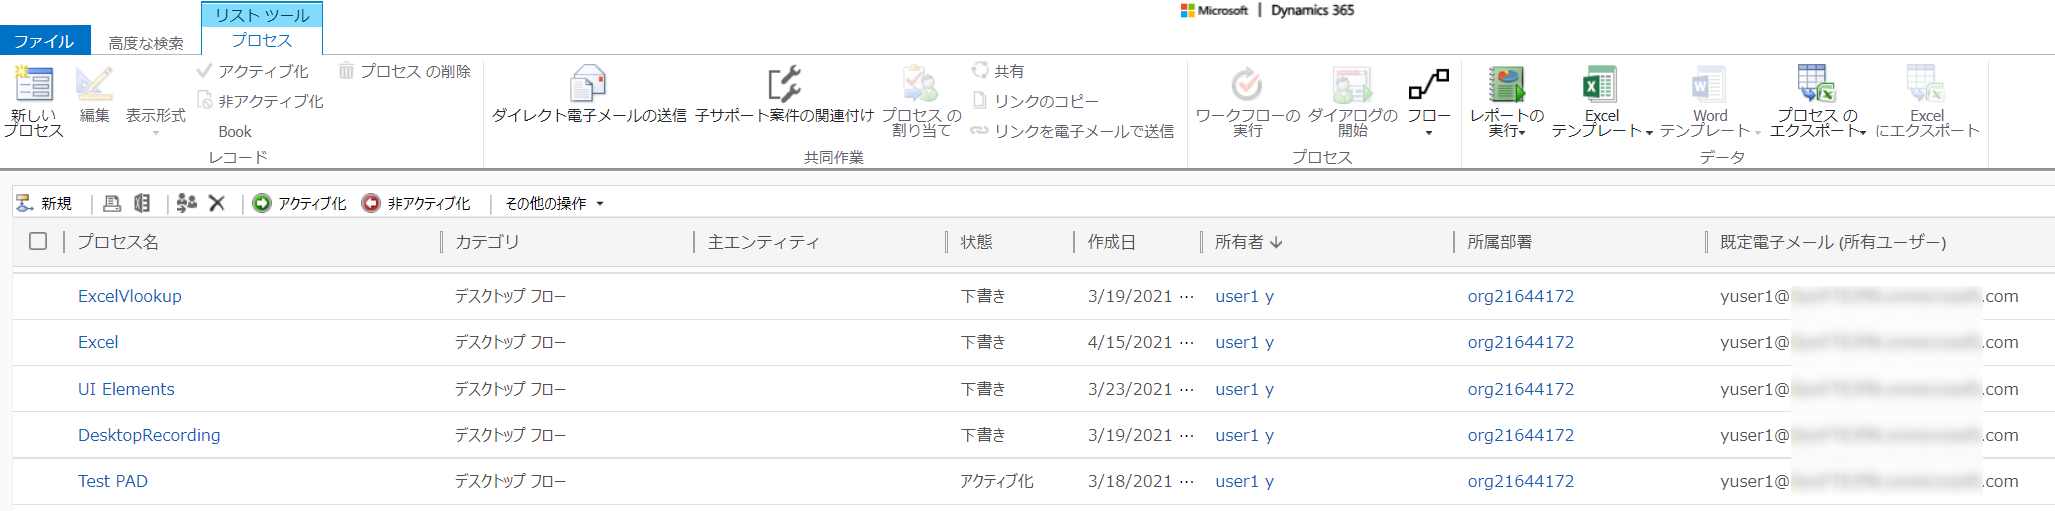 リスト ツール
Microsoft | Dynamics 365
ファイル 高度な検索 プロセス
新しい プロセス
編集
表示形式
アクティブ化
非アクティブ化
Book
プロセス の削除
レコード
ダイレクト電子メールの送信
子サポート案件の関連付け
プロセス の 割り当て
共有
リンクのコピー
リンクを電子メールで送信
共同作業
ワークフローの 実行
ダイアログの 開始
フロー
プロセス
レポートの 実行
Excel テンプレート
Word テンプレート
プロセス の エクスポート
Excel にエクスポート
データ
新規 アクティブ化 非アクティブ化 その他の操作
プロセス名 カテゴリ 主エンティティ 状態 作成日 所有者 ↓ 所属部署 既定電子メール (所有ユーザー)
ExcelVlookup デスクトップ フロー 下書き 3/19/2021 ... user1 y org21644172 yuser1@ .com
Excel デスクトップ フロー 下書き 4/15/2021 ... user1 y org21644172 yuser1@ .com
UI Elements デスクトップ フロー 下書き 3/23/2021 ... user1 y org21644172 yuser1@ .com
DesktopRecording デスクトップ フロー 下書き 3/19/2021 ... user1 y org21644172 yuser1@ .com
Test PAD デスクトップ フロー アクティブ化 3/18/2021 ... user1 y org21644172 yuser1@ .com